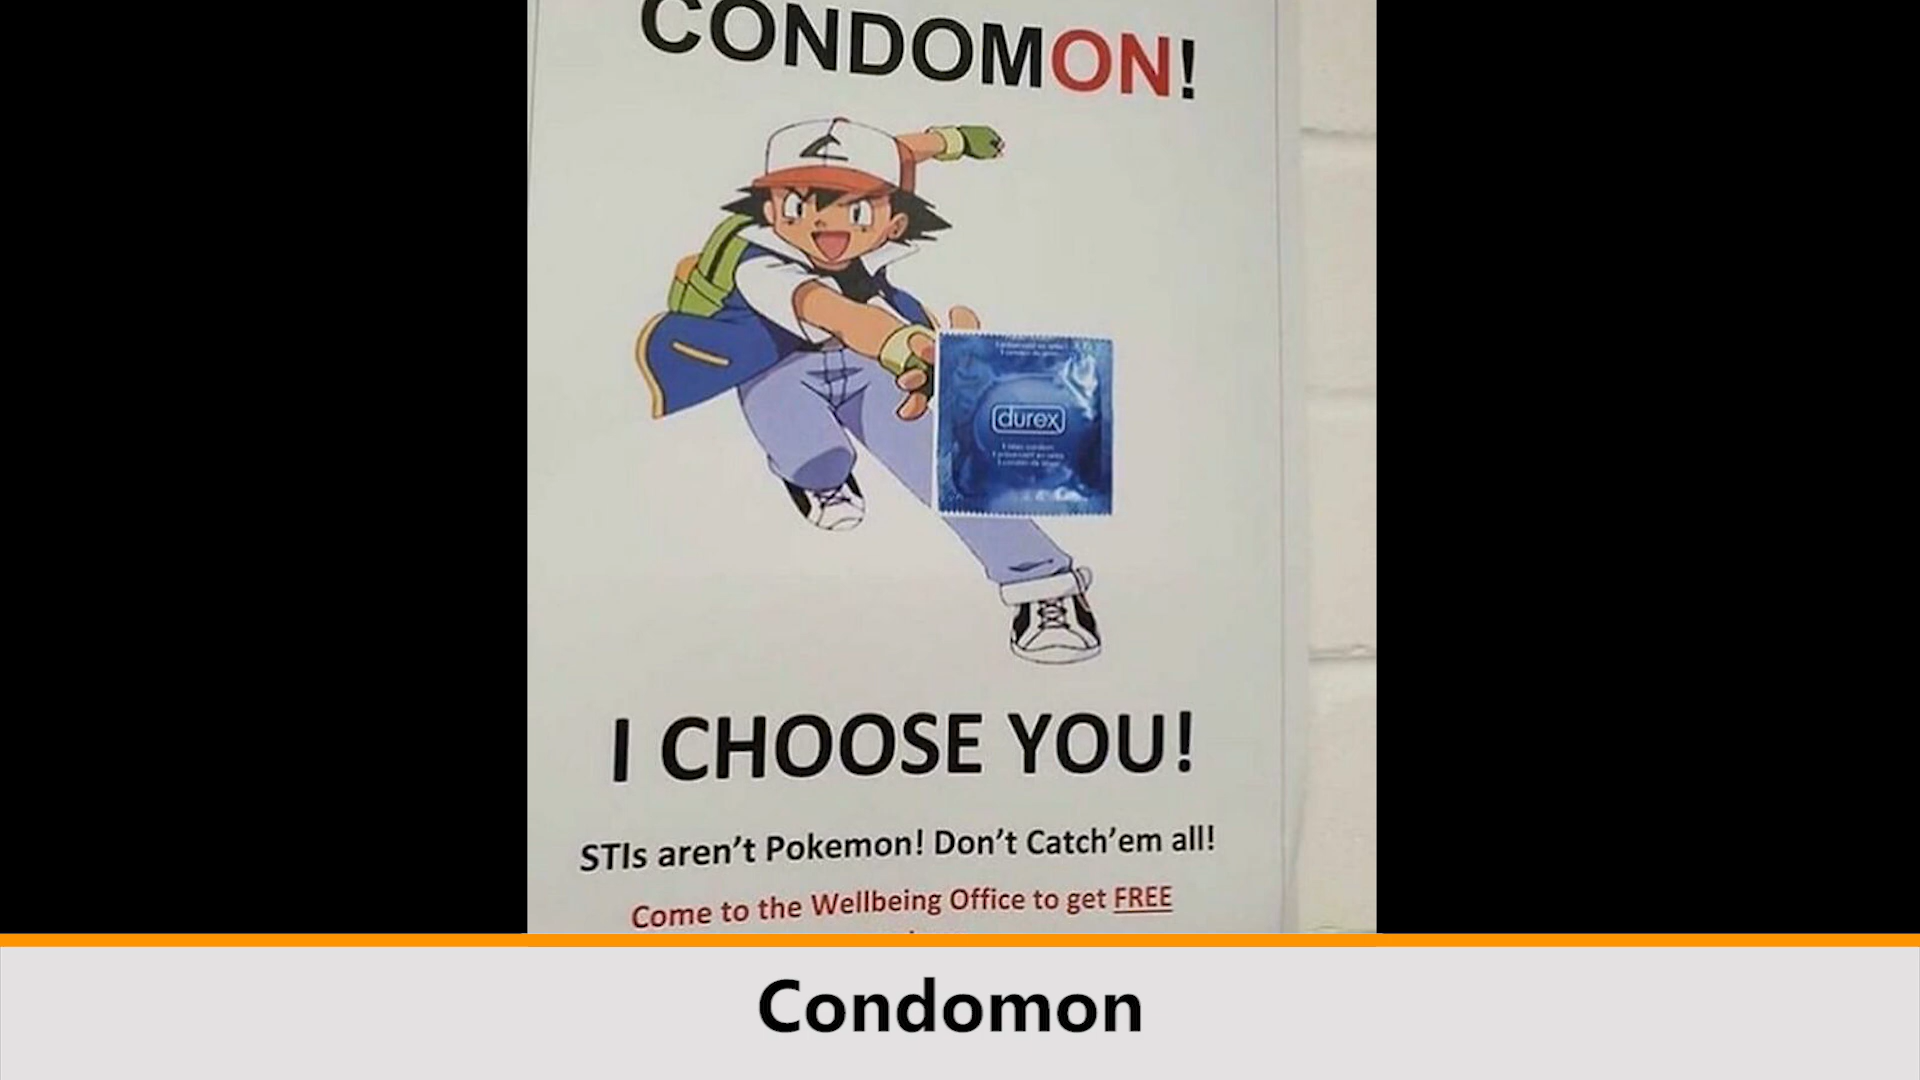 CONDOMON!
durex
I CHOOSE YOU!
STIs aren't Pokemon! Don't Catch'em all!
Come to the Wellbeing Office to get FREE
Condomon